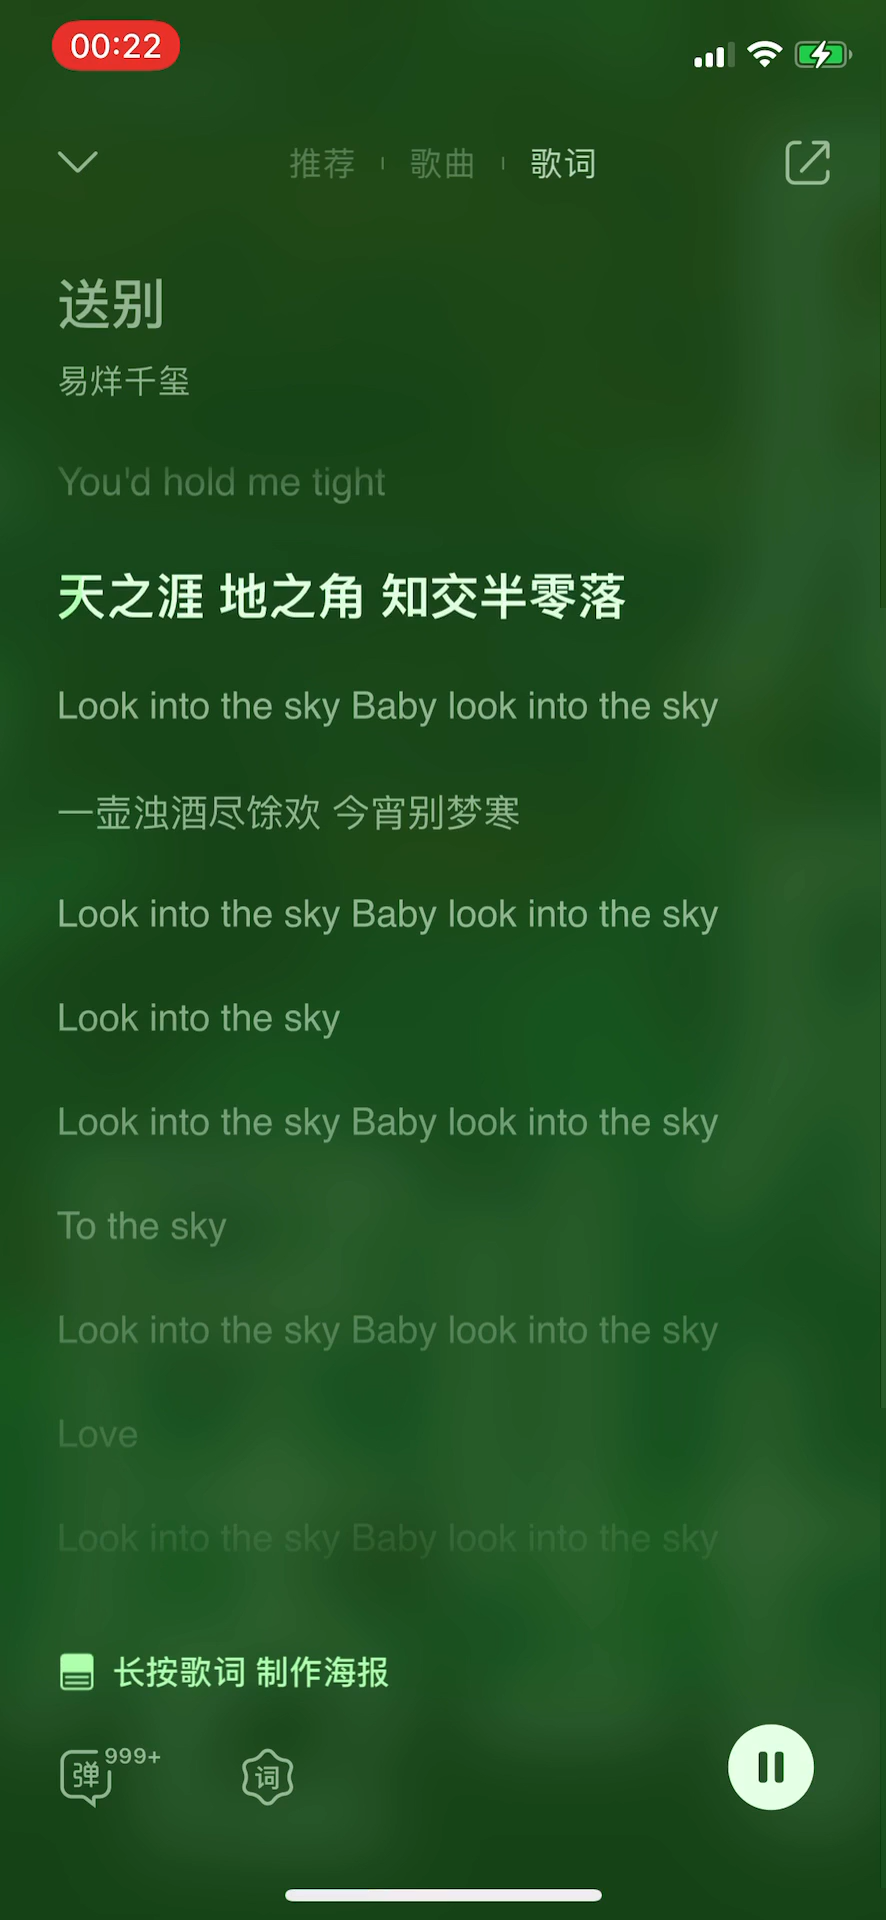 00:22
推荐 歌曲 歌词
送别
易烊千玺
You'd hold me tight
天之涯 地之角 知交半零落
Look into the sky Baby look into the sky
一壶浊酒尽馀欢 今宵别梦寒
Look into the sky Baby look into the sky
Look into the sky
Look into the sky Baby look into the sky
To the sky
Look into the sky Baby look into the sky
Love
Look into the sky Baby look into the sky
长按歌词 制作海报
弹 999+ 词